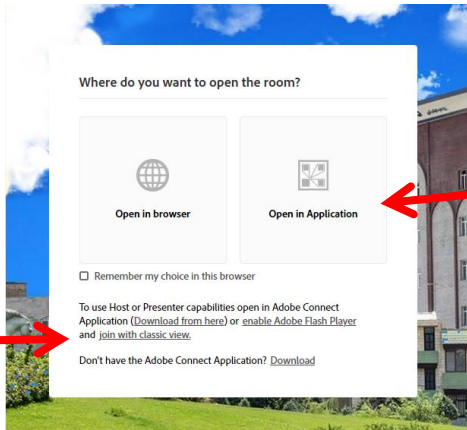 Where do you want to open the room?
Open in browser
Open in Application
Remember my choice in this browser
To use Host or Presenter capabilities open in Adobe Connect
Application (Download from here) or enable Adobe Flash Player
and join with classic view.
Don't have the Adobe Connect Application? Download